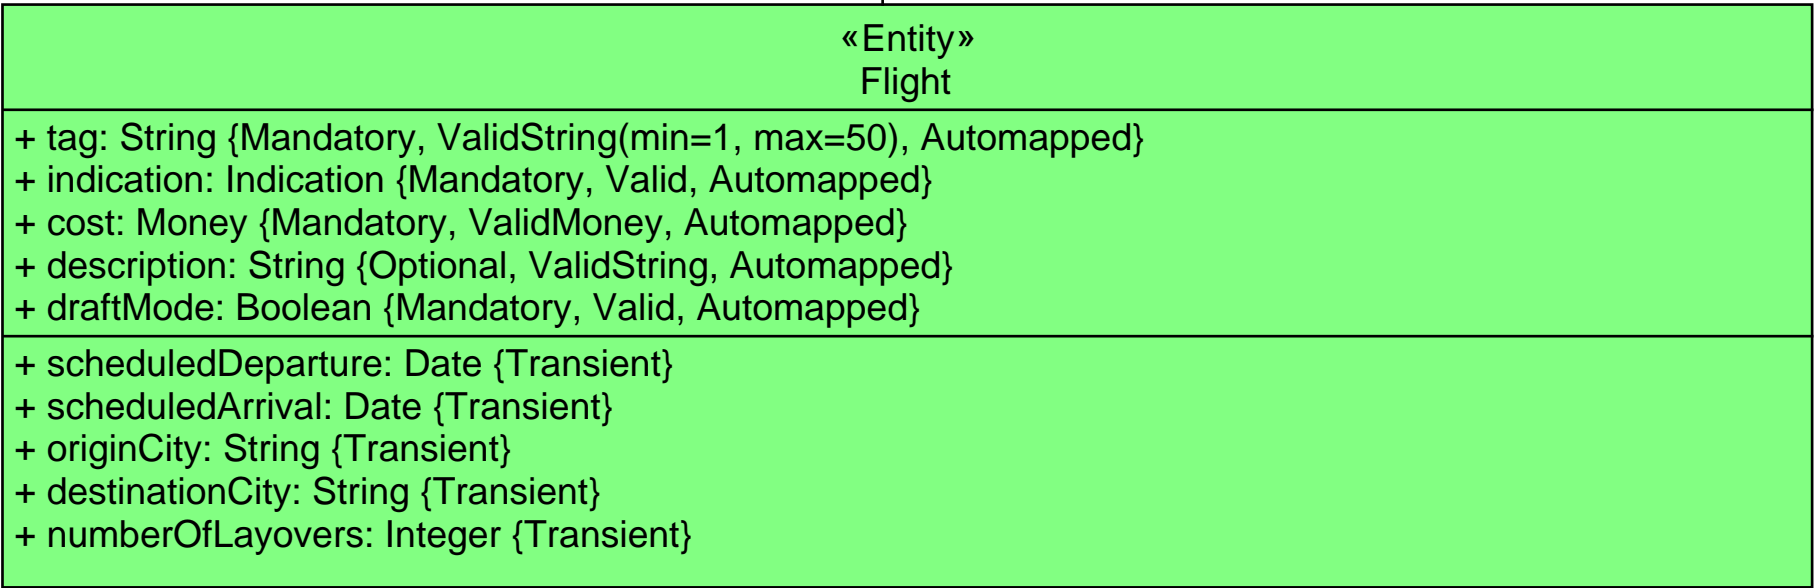 «Entity»
Flight
+ tag: String {Mandatory, ValidString(min=1, max=50), Automapped}
+ indication: Indication {Mandatory, Valid, Automapped}
+ cost: Money {Mandatory, ValidMoney, Automapped}
+ description: String {Optional, ValidString, Automapped}
+ draftMode: Boolean {Mandatory, Valid, Automapped}
+ scheduledDeparture: Date {Transient}
+ scheduledArrival: Date {Transient}
+ originCity: String {Transient}
+ destinationCity: String {Transient}
+ numberOfLayovers: Integer {Transient}